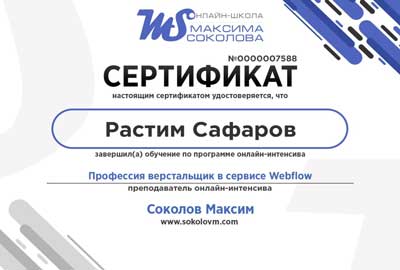 ОНЛАЙН-ШКОЛА
MS МАКСИМА
СОКОЛОВА
№0000007588
СЕРТИФИКАТ
настоящим сертификатом удостоверяется, что
Растим Сафаров
завершил(а) обучение по программе онлайн-интенсива
Профессия верстальщик в сервисе Webflow
преподаватель онлайн-интенсива
Соколов Максим
www.sokolovm.com